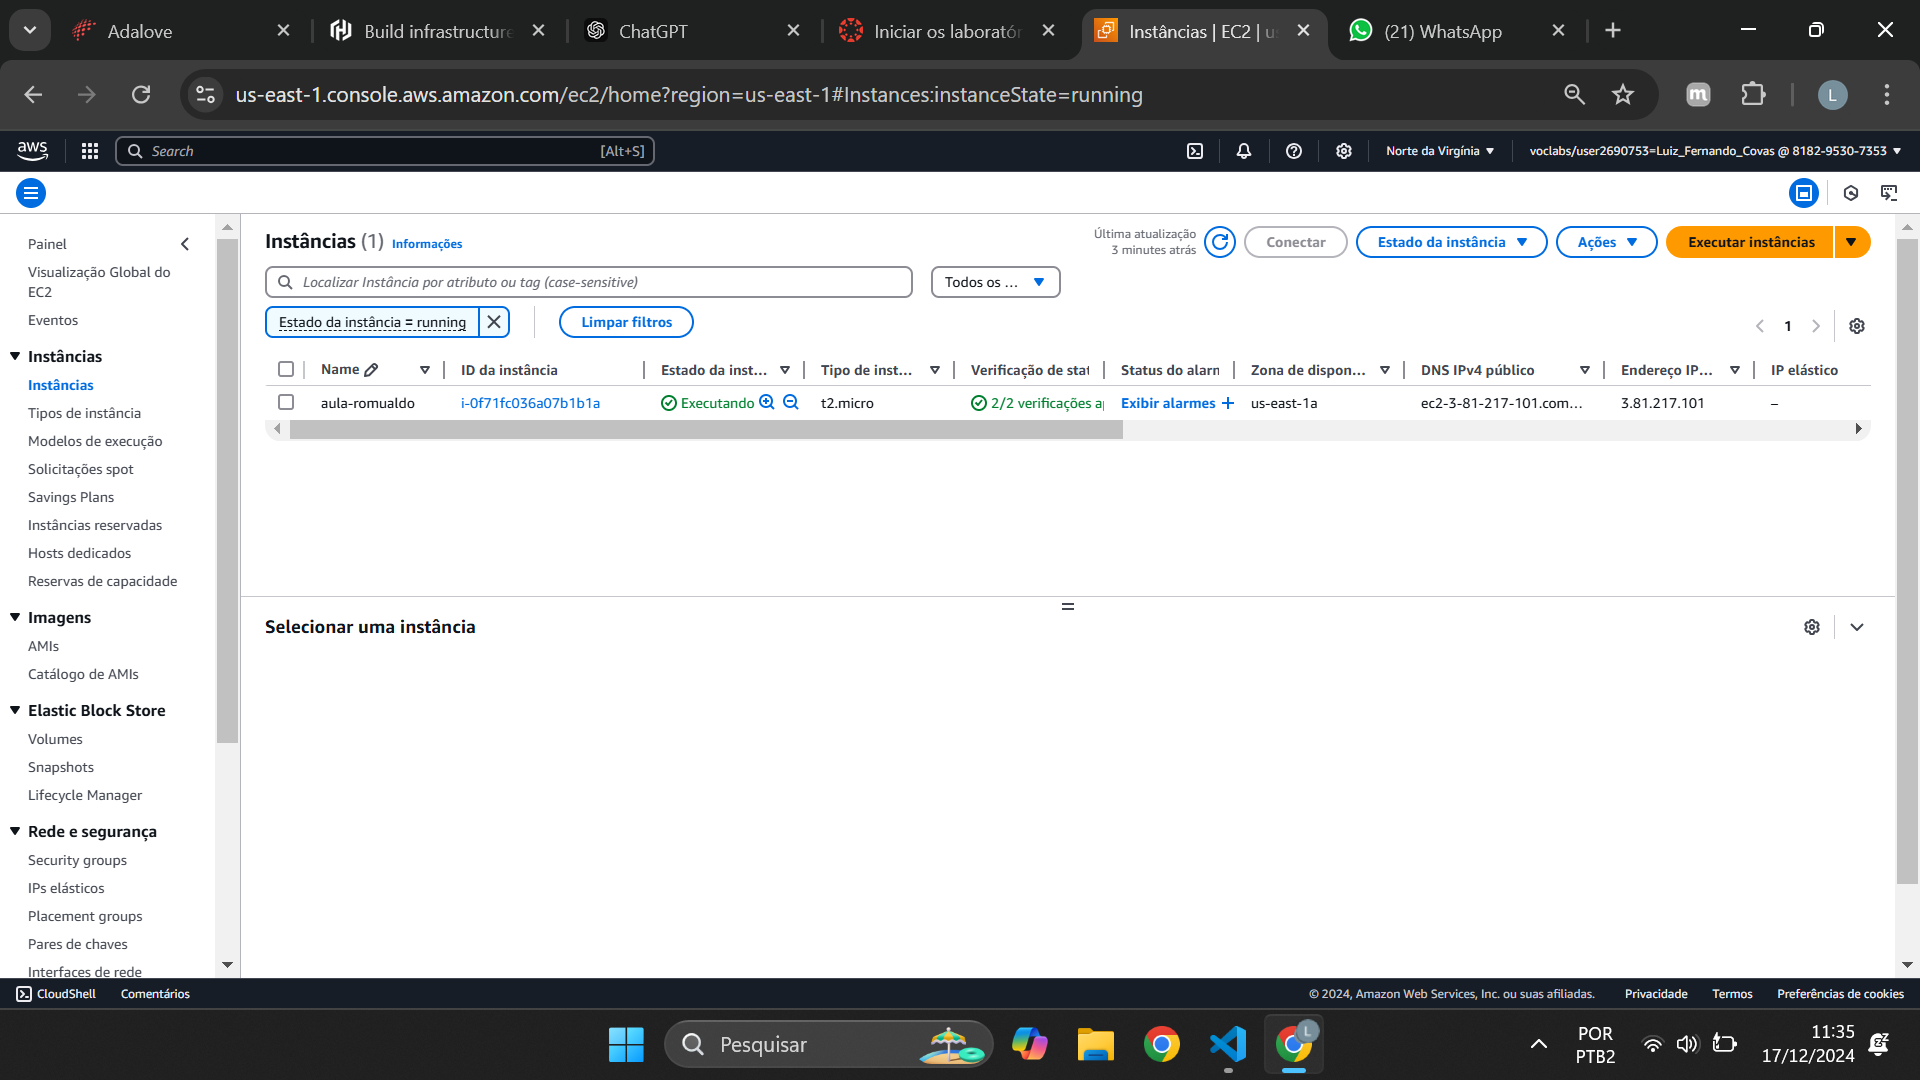 Adalove
Build infrastructure
ChatGPT
Iniciar os laboratór
Instâncias | EC2 | us
(21) WhatsApp
us-east-1.console.aws.amazon.com/ec2/home?region=us-east-1#Instances:instanceState=running
m
L
aws
Search
[Alt+S]
Norte da Virgínia
voclabs/user2690753=Luiz_Fernando_Covas @ 8182-9530-7353
Painel
Visualização Global do
EC2
Eventos
Instâncias
Instâncias
Tipos de instância
Modelos de execução
Solicitações spot
Savings Plans
Instâncias reservadas
Hosts dedicados
Reservas de capacidade
Imagens
AMIs
Catálogo de AMIs
Elastic Block Store
Volumes
Snapshots
Lifecycle Manager
Rede e segurança
Security groups
IPs elásticos
Placement groups
Pares de chaves
Interfaces de rede
Instâncias (1) Informações
Última atualização
3 minutes atrás
Conectar
Estado da instância
Ações
Executar instâncias
Localizar Instância por atributo ou tag (case-sensitive)
Todos os ...
Estado da instância = running
Limpar filtros
1
Name
ID da instância
Estado da inst...
Tipo de inst...
Verificação de stat
Status do alarm
Zona de dispon...
DNS IPv4 público
Endereço IP...
IP elástico
aula-romualdo
i-0f71fc036a07b1b1a
Executando
t2.micro
2/2 verificações a
Exibir alarmes +
us-east-1a
ec2-3-81-217-101.com...
3.81.217.101
–
Selecionar uma instância
CloudShell
Comentários
© 2024, Amazon Web Services, Inc. ou suas afiliadas.
Privacidade
Termos
Preferências de cookies
Pesquisar
L
POR
PTB2
11:35
17/12/2024